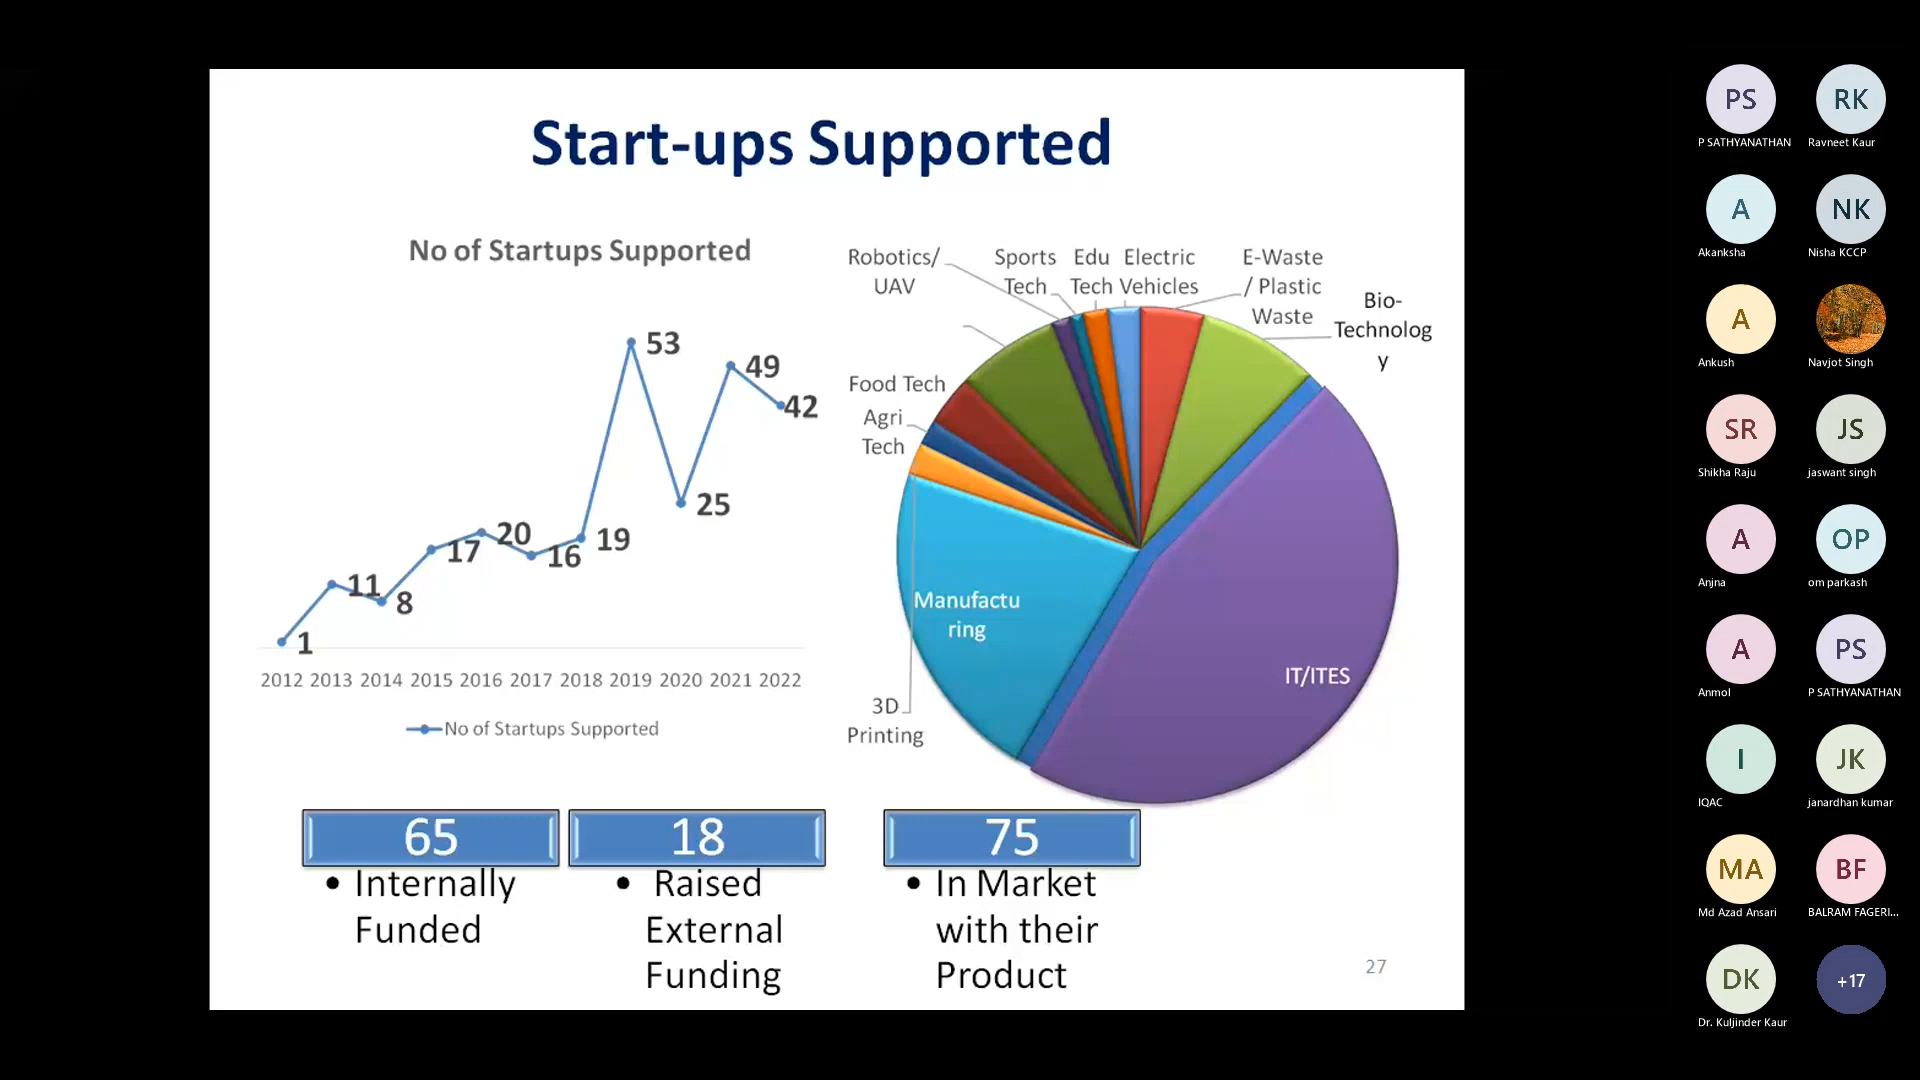 Start-ups Supported
No of Startups Supported
53
49
42
25
20
19
17
16
11
8
1
2012 2013 2014 2015 2016 2017 2018 2019 2020 2021 2022
No of Startups Supported
Robotics/
UAV
Sports
Tech
Edu
Tech
Electric
Vehicles
E-Waste
/ Plastic
Waste
Bio-
Technolog
y
Food Tech
Agri
Tech
Manufactu
ring
IT/ITES
3D
Printing
65
• Internally
Funded
18
• Raised
External
Funding
75
• In Market
with their
Product
27
PS
P SATHYANATHAN
RK
Ravneet Kaur
A
Akanksha
NK
Nisha KCCP
A
Ankush
Navjot Singh
SR
Shikha Raju
JS
jaswant singh
A
Anjna
OP
om parkash
A
Anmol
PS
P SATHYANATHAN
I
IQAC
JK
janardhan kumar
MA
Md Azad Ansari
BF
BALRAM FAGERI...
DK
Dr. Kuljinder Kaur
+17